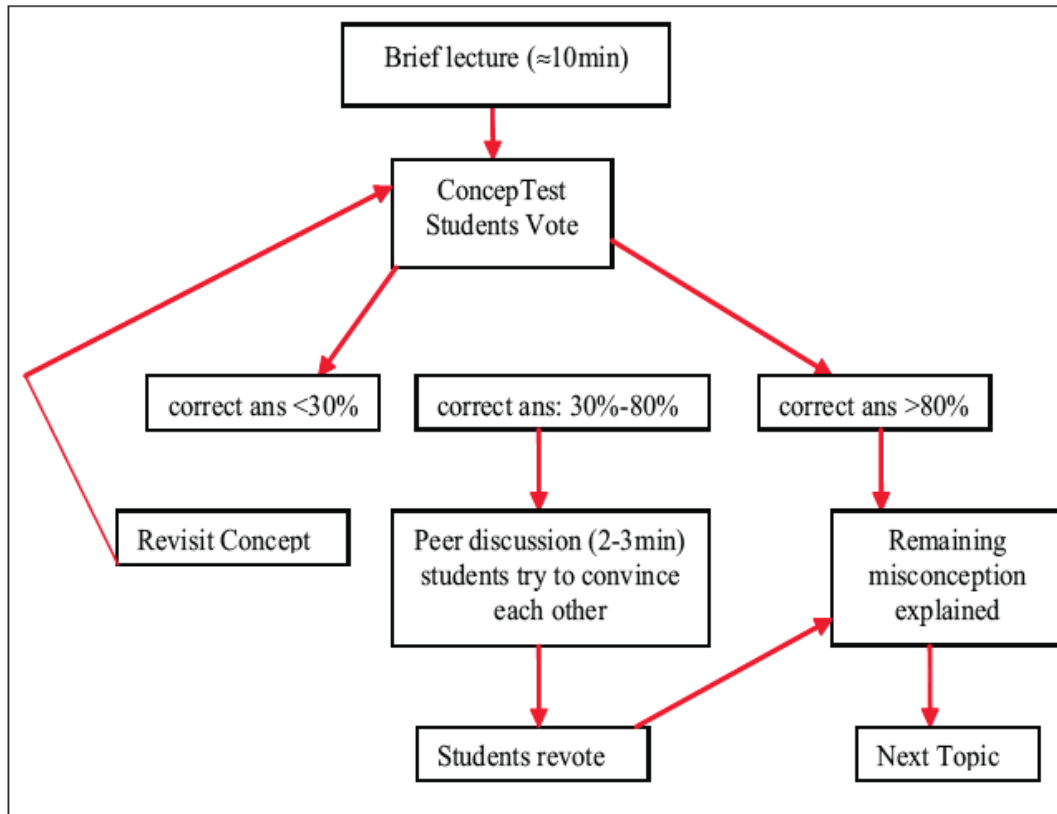 Brief lecture (≈10min)
ConcepTest
Students Vote
correct ans <30%
correct ans: 30%-80%
correct ans >80%
Revisit Concept
Peer discussion (2-3min)
students try to convince
each other
Remaining
misconception
explained
Students revote
Next Topic